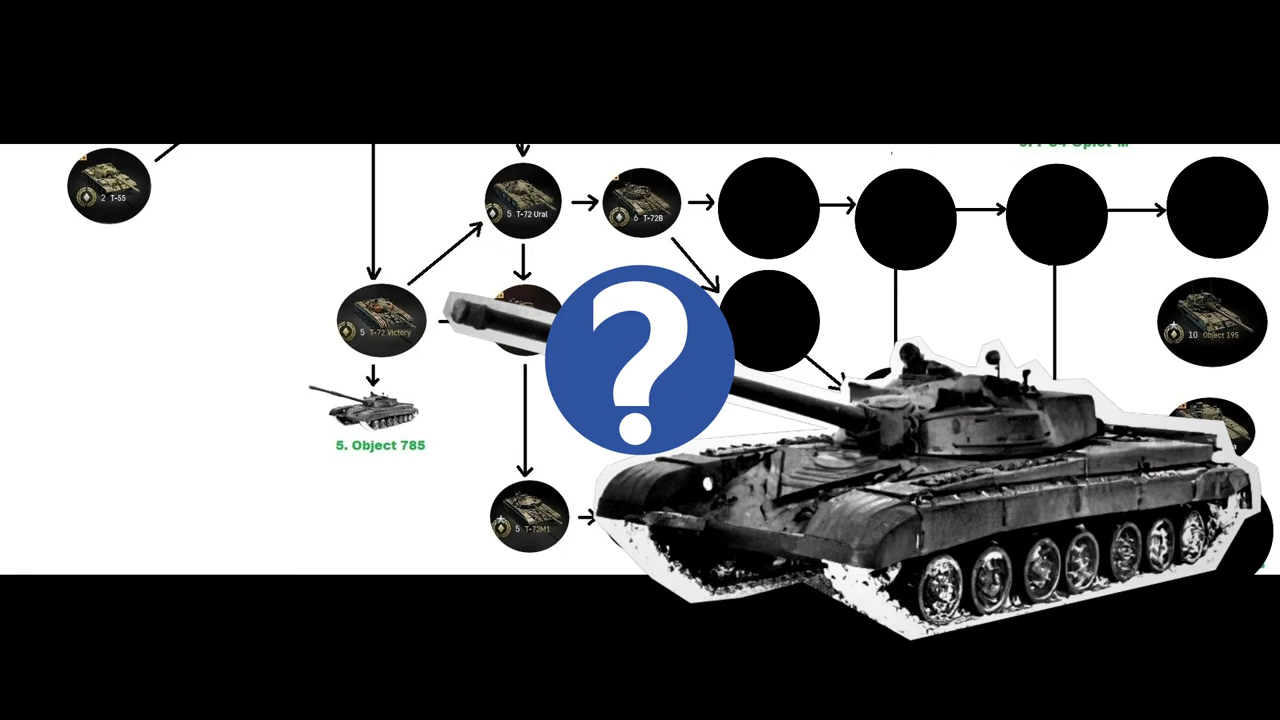 2 T-55
5 T-72 Ural
6 T-72B
5 T-72 Victory
10 Object 195
?
5. Object 785
5 T-72M1